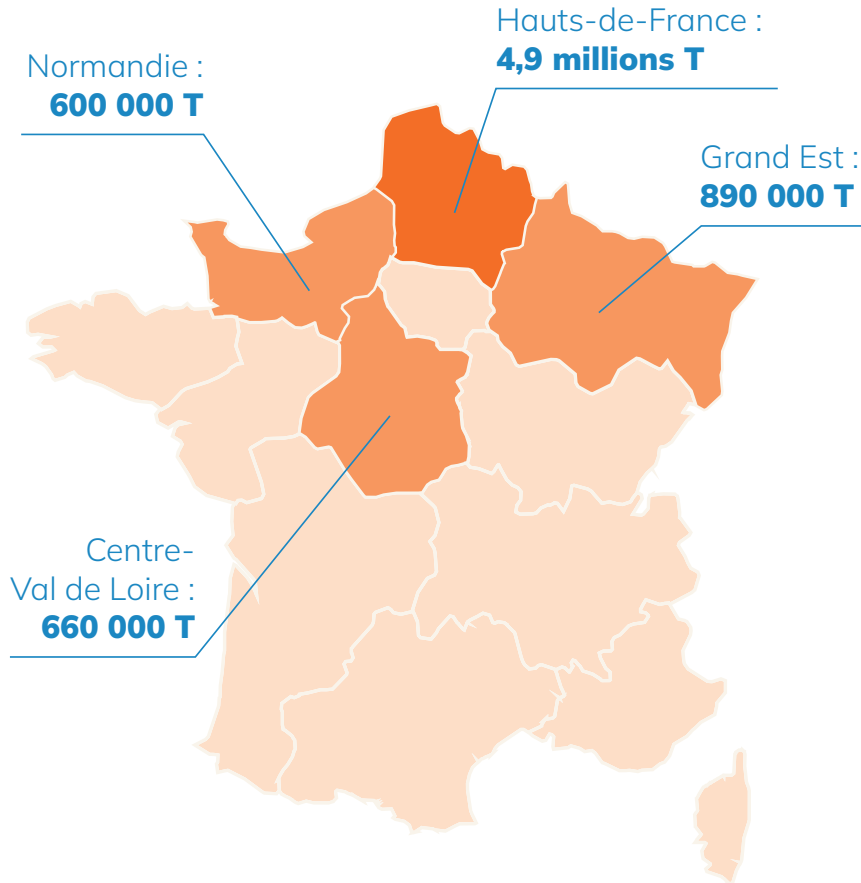 Hauts-de-France :
4,9 millions T
Normandie :
600 000 T
Grand Est :
890 000 T
Centre-
Val de Loire :
660 000 T